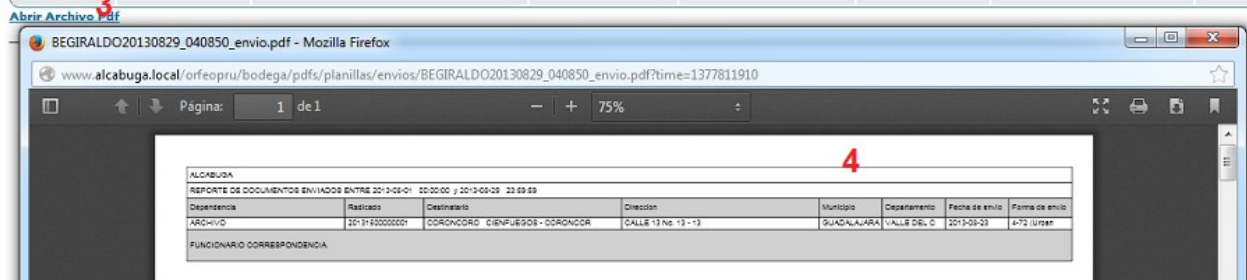 3
Abrir Archivo Pdf
BEGIRALDO20130829_040850_envio.pdf - Mozilla Firefox
www.alcabuga.local/orfeopru/bodega/pdfs/planillas/envios/BEGIRALDO20130829_040850_envio.pdf?time=1377811910
Página: 1 de 1 − + 75%
4
ALCABUGA
REPORTE DE DOCUMENTOS ENVIADOS ENTRE 2013-08-01 00:00:00 y 2013-08-29 23:59:59
Dependencia Radicado Destinatario Direccion Municipio Departamento Fecha de envio Forma de envio
ARCHIVO CORONCORO CIENFUEGOS - CORONCOR CALLE 13 No. 13 - 13 GUADALAJARA VALLE DEL C 2013-08-23 4-72 (Urban
FUNCIONARIO CORRESPONDENCIA